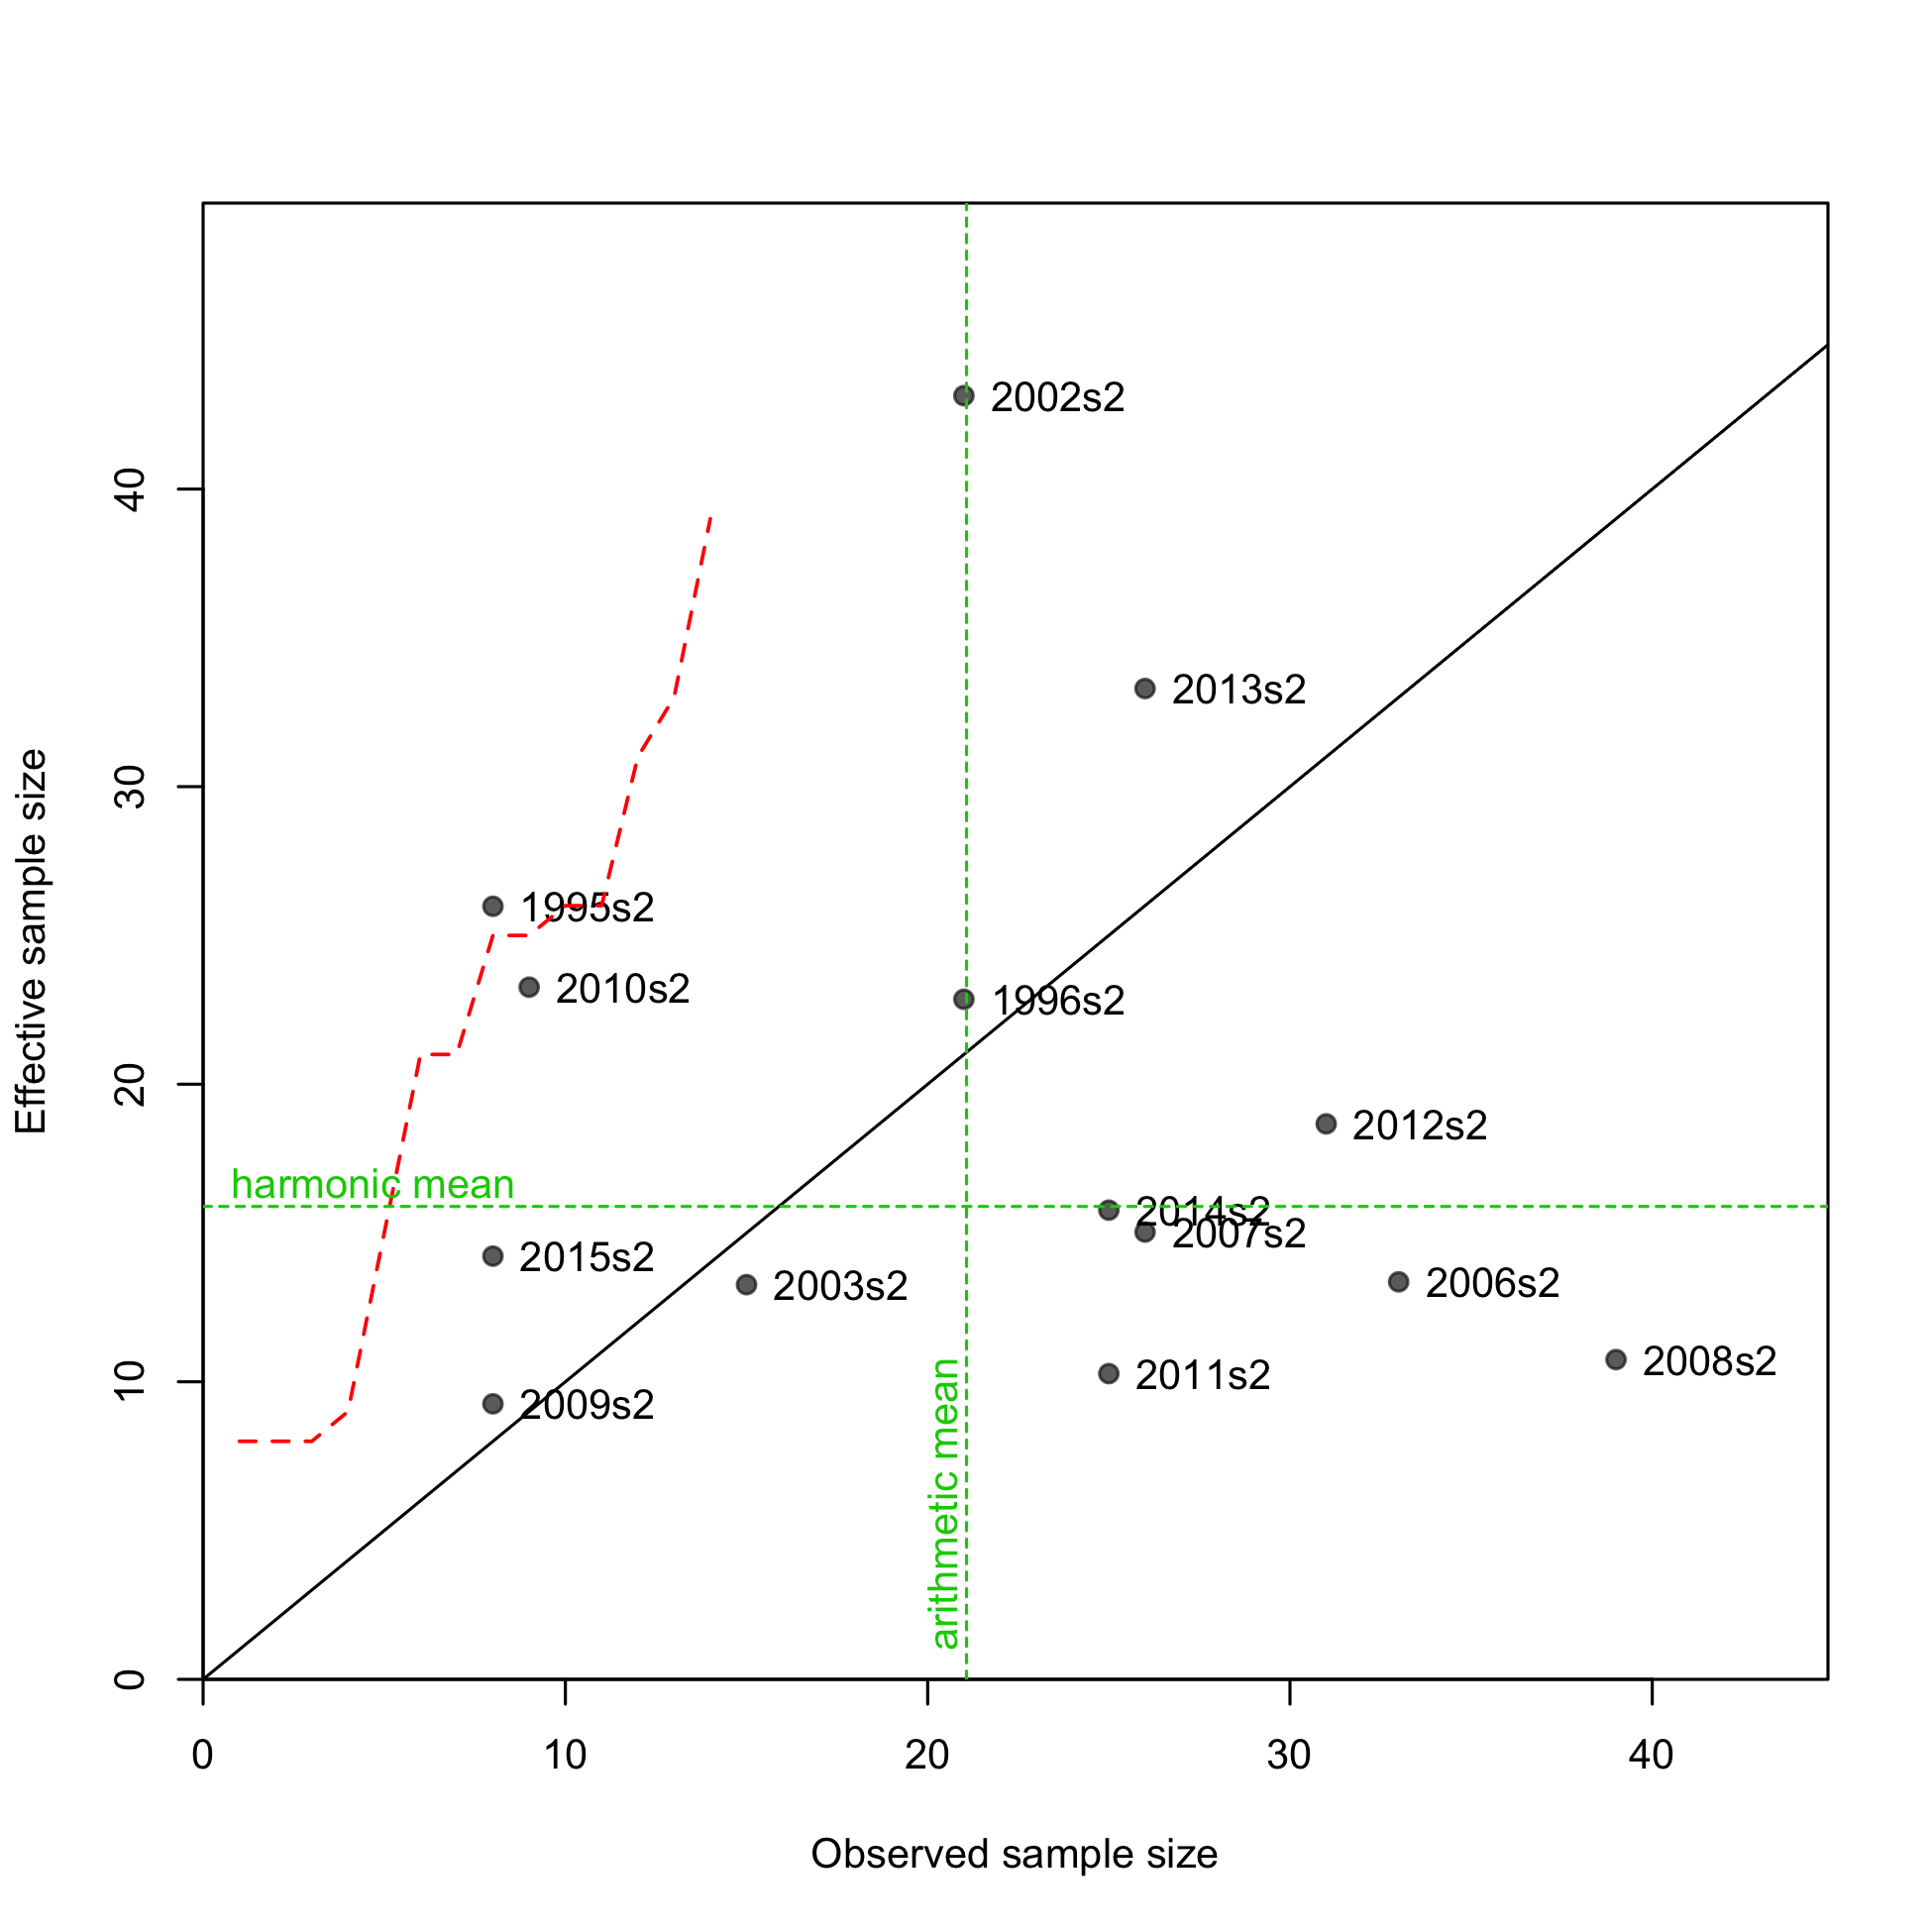 2002s2
40
2013s2
30
1995s2
2010s2
1996s2
20
2012s2
harmonic mean
2014s2
2007s2
2015s2
2003s2
2006s2
2008s2
2011s2
10
2009s2
arithmetic mean
0
Effective sample size
0 10 20 30 40
Observed sample size